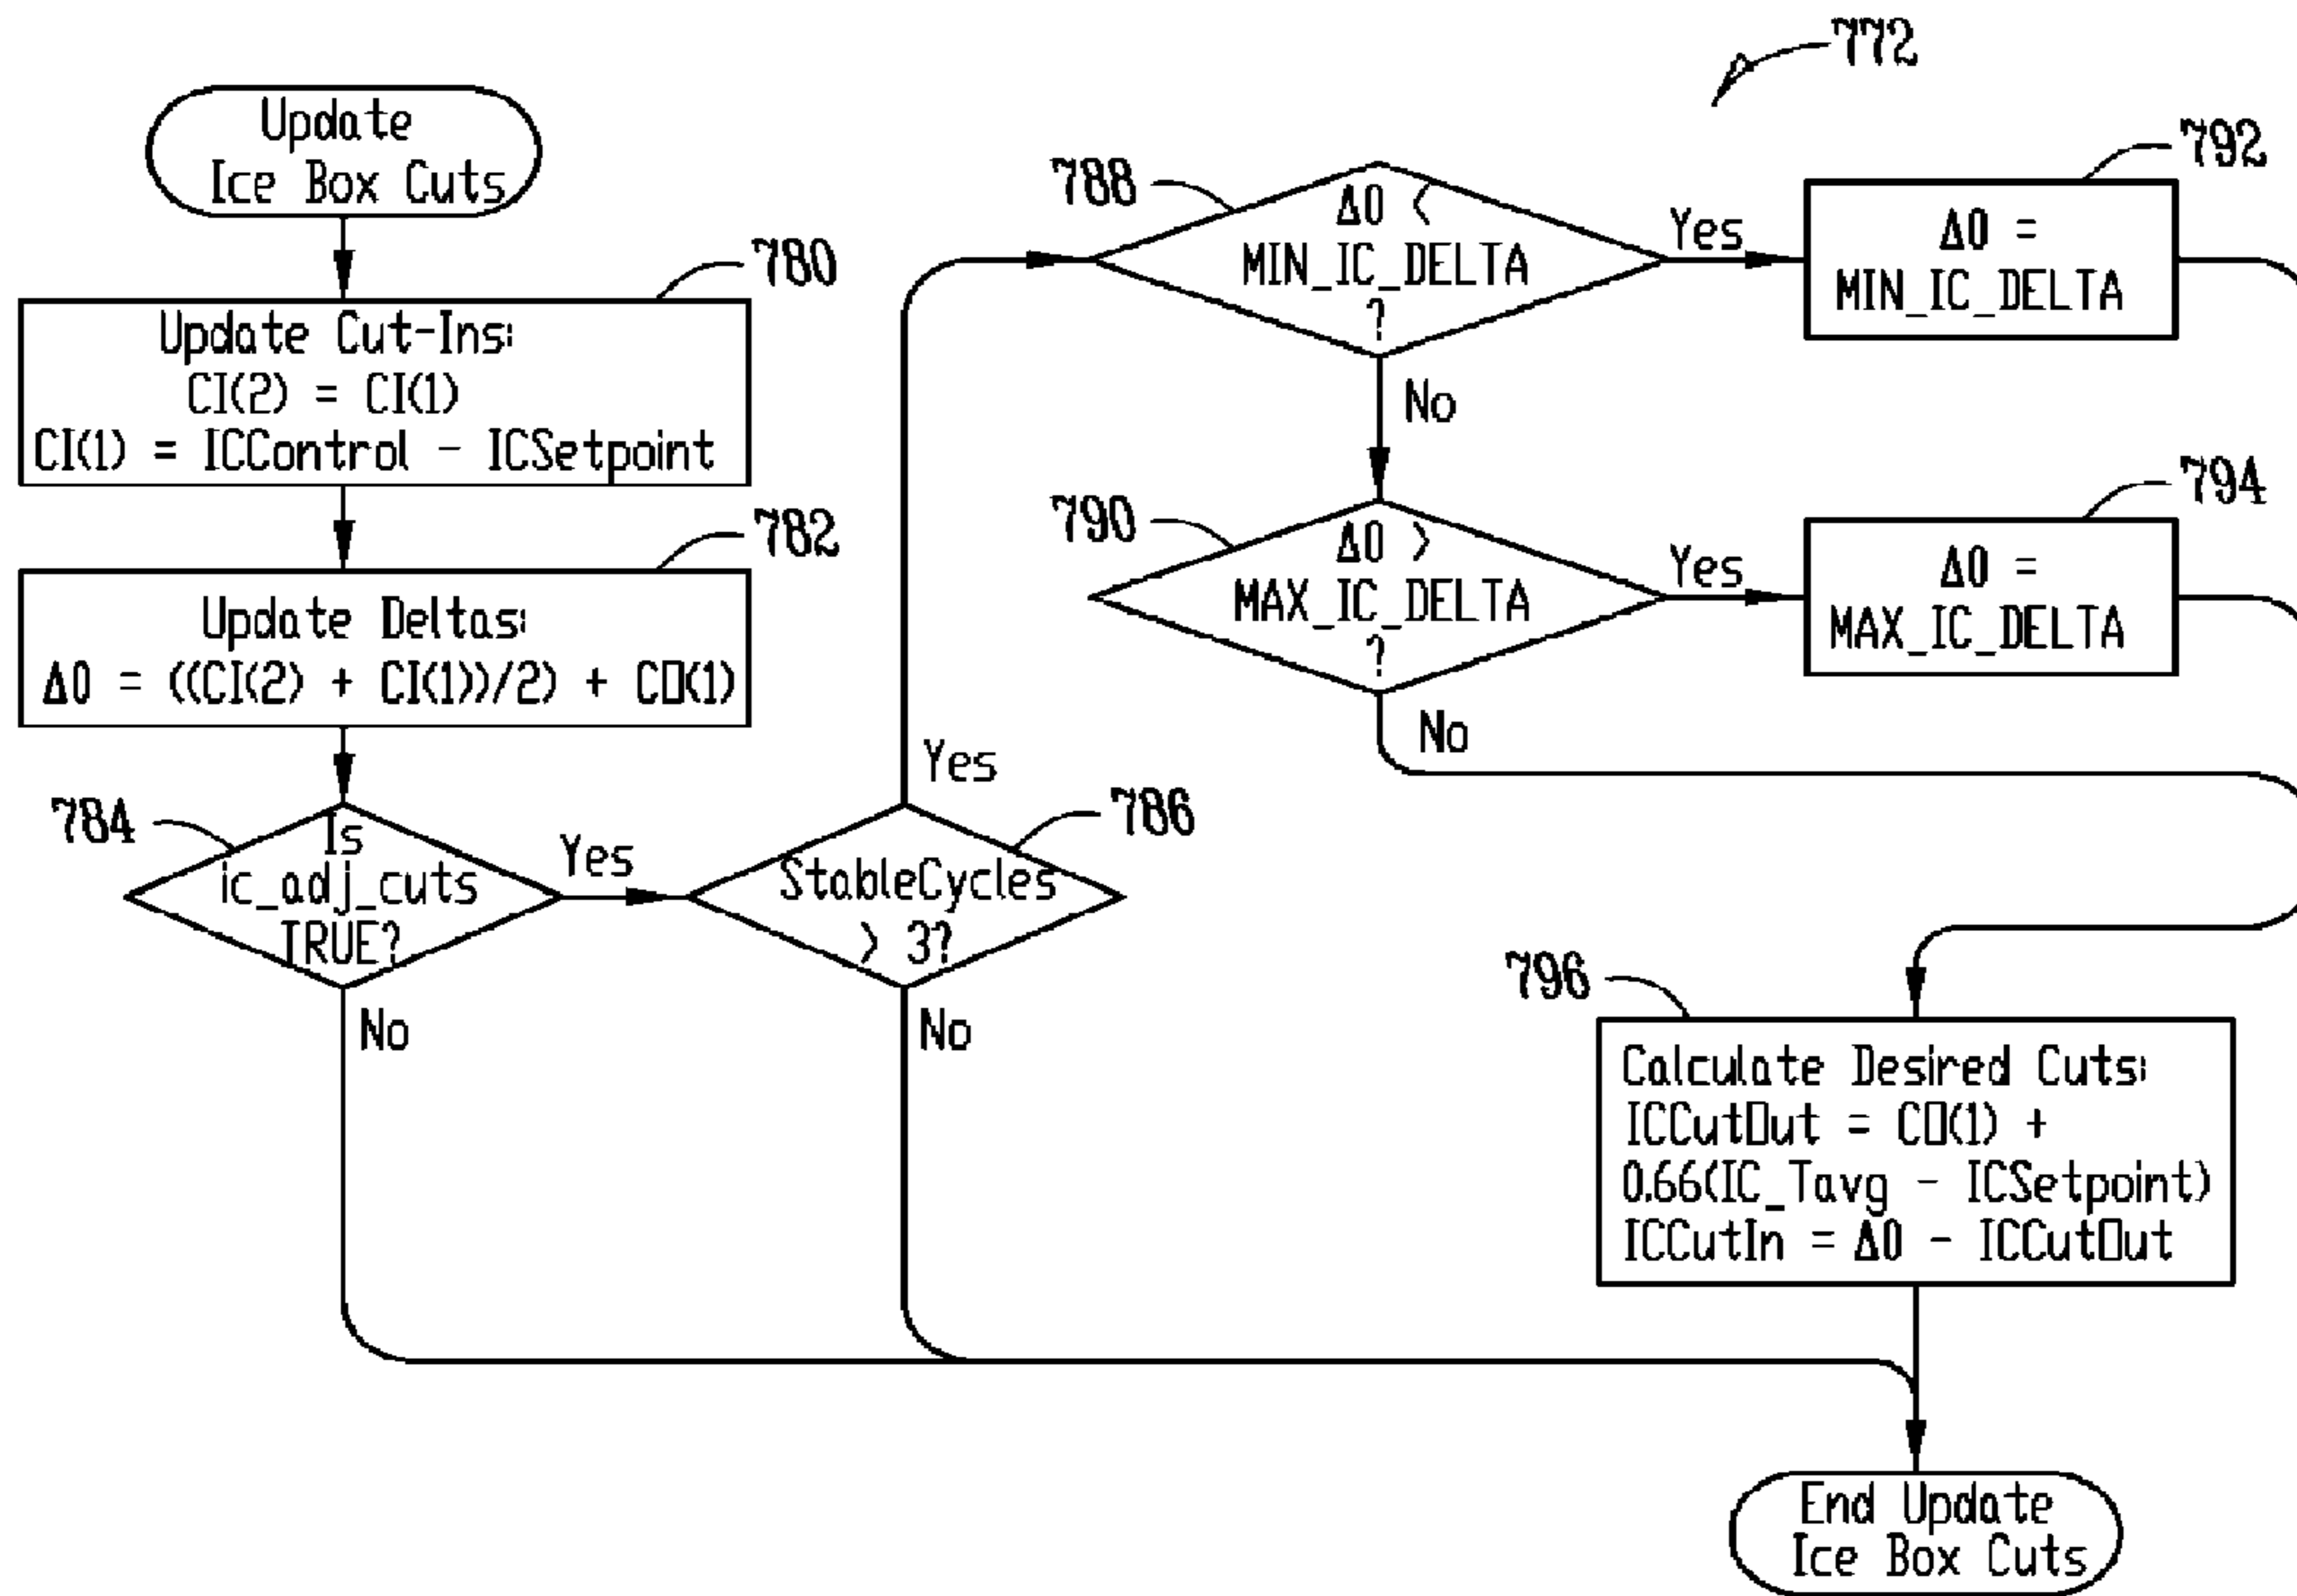 772
Update
Ice Box Cuts
780
Update Cut-Ins:
CI(2) = CI(1)
CI(1) = ICControl - ICSetpoint
782
Update Deltas:
Δ0 = ((CI(2) + CI(1))/2) + CO(1)
784
Is
ic_adj_cuts
TRUE?
Yes
No
786
StableCycles
> 3?
Yes
No
788
Δ0 <
MIN_IC_DELTA
?
Yes
No
792
Δ0 =
MIN_IC_DELTA
790
Δ0 >
MAX_IC_DELTA
?
Yes
No
794
Δ0 =
MAX_IC_DELTA
796
Calculate Desired Cuts:
ICCutOut = CO(1) +
0.66(IC_Tavg - ICSetpoint)
ICCutIn = Δ0 - ICCutOut
End Update
Ice Box Cuts